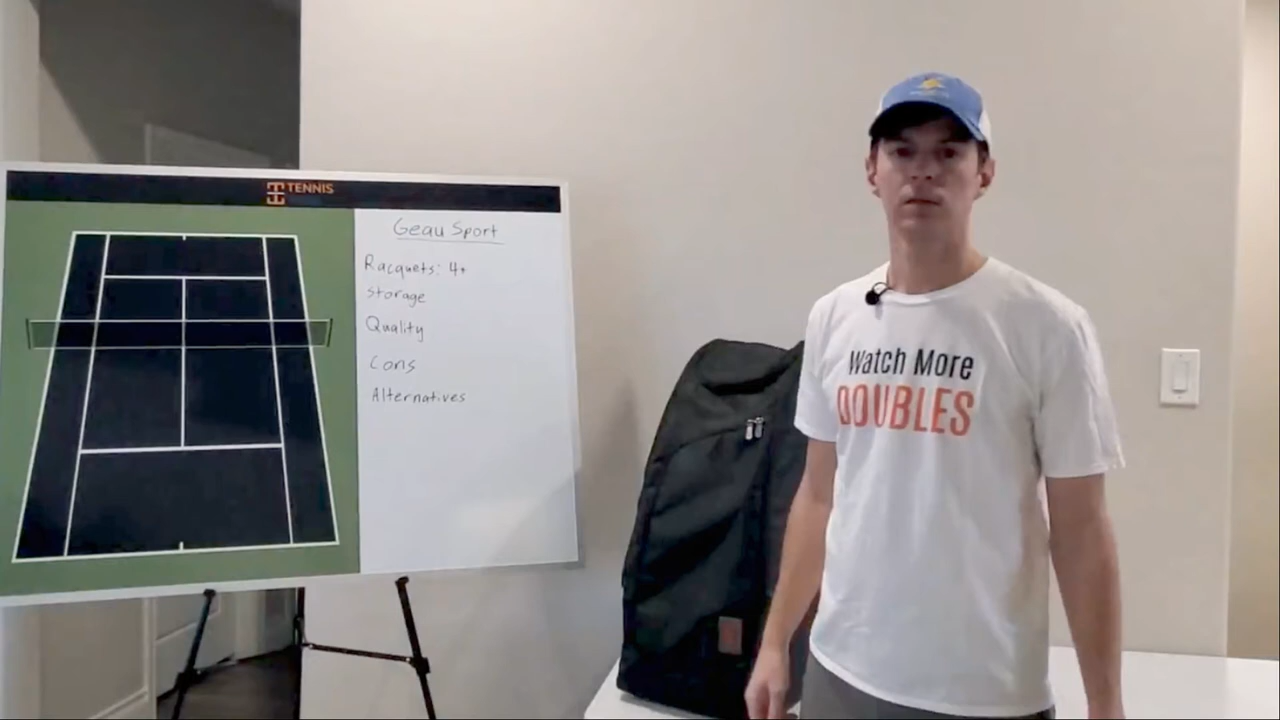 TENNIS
Geau Sport
Racquets: 4+
Storage
Quality
Cons
Alternatives
Watch More
DOUBLES